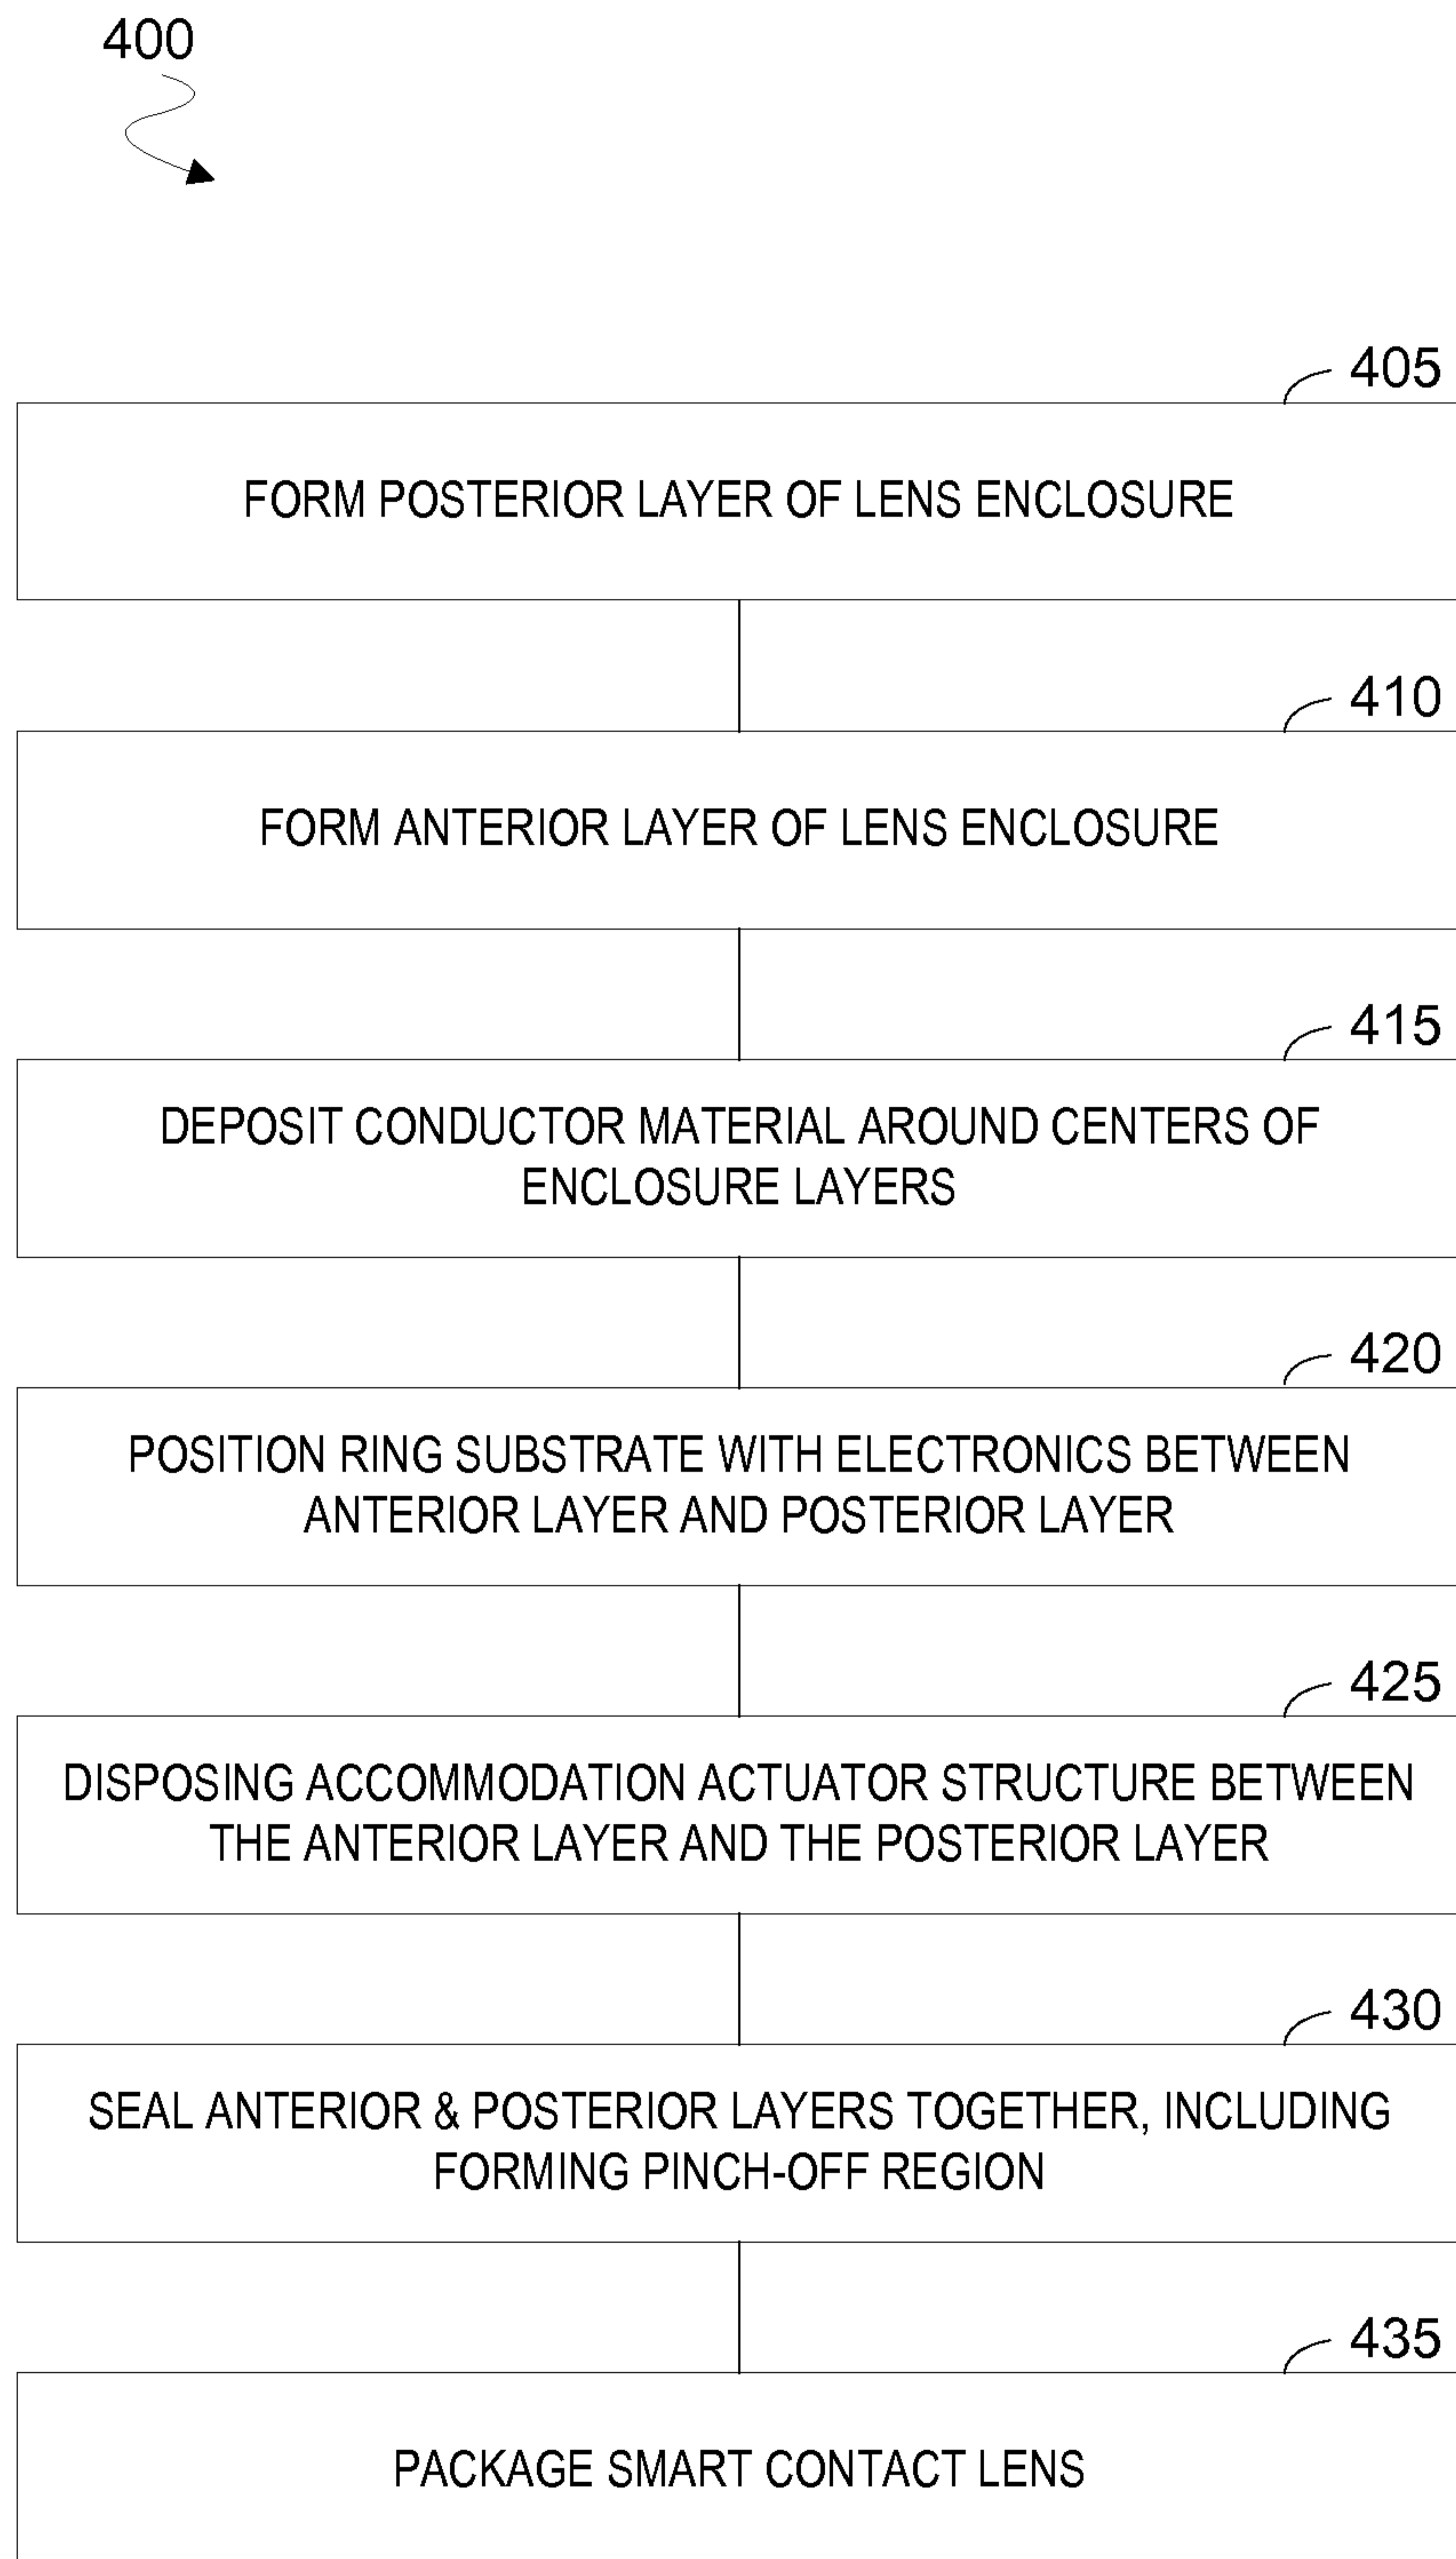 400
405
FORM POSTERIOR LAYER OF LENS ENCLOSURE
410
FORM ANTERIOR LAYER OF LENS ENCLOSURE
415
DEPOSIT CONDUCTOR MATERIAL AROUND CENTERS OF
ENCLOSURE LAYERS
420
POSITION RING SUBSTRATE WITH ELECTRONICS BETWEEN
ANTERIOR LAYER AND POSTERIOR LAYER
425
DISPOSING ACCOMMODATION ACTUATOR STRUCTURE BETWEEN
THE ANTERIOR LAYER AND THE POSTERIOR LAYER
430
SEAL ANTERIOR & POSTERIOR LAYERS TOGETHER, INCLUDING
FORMING PINCH-OFF REGION
435
PACKAGE SMART CONTACT LENS